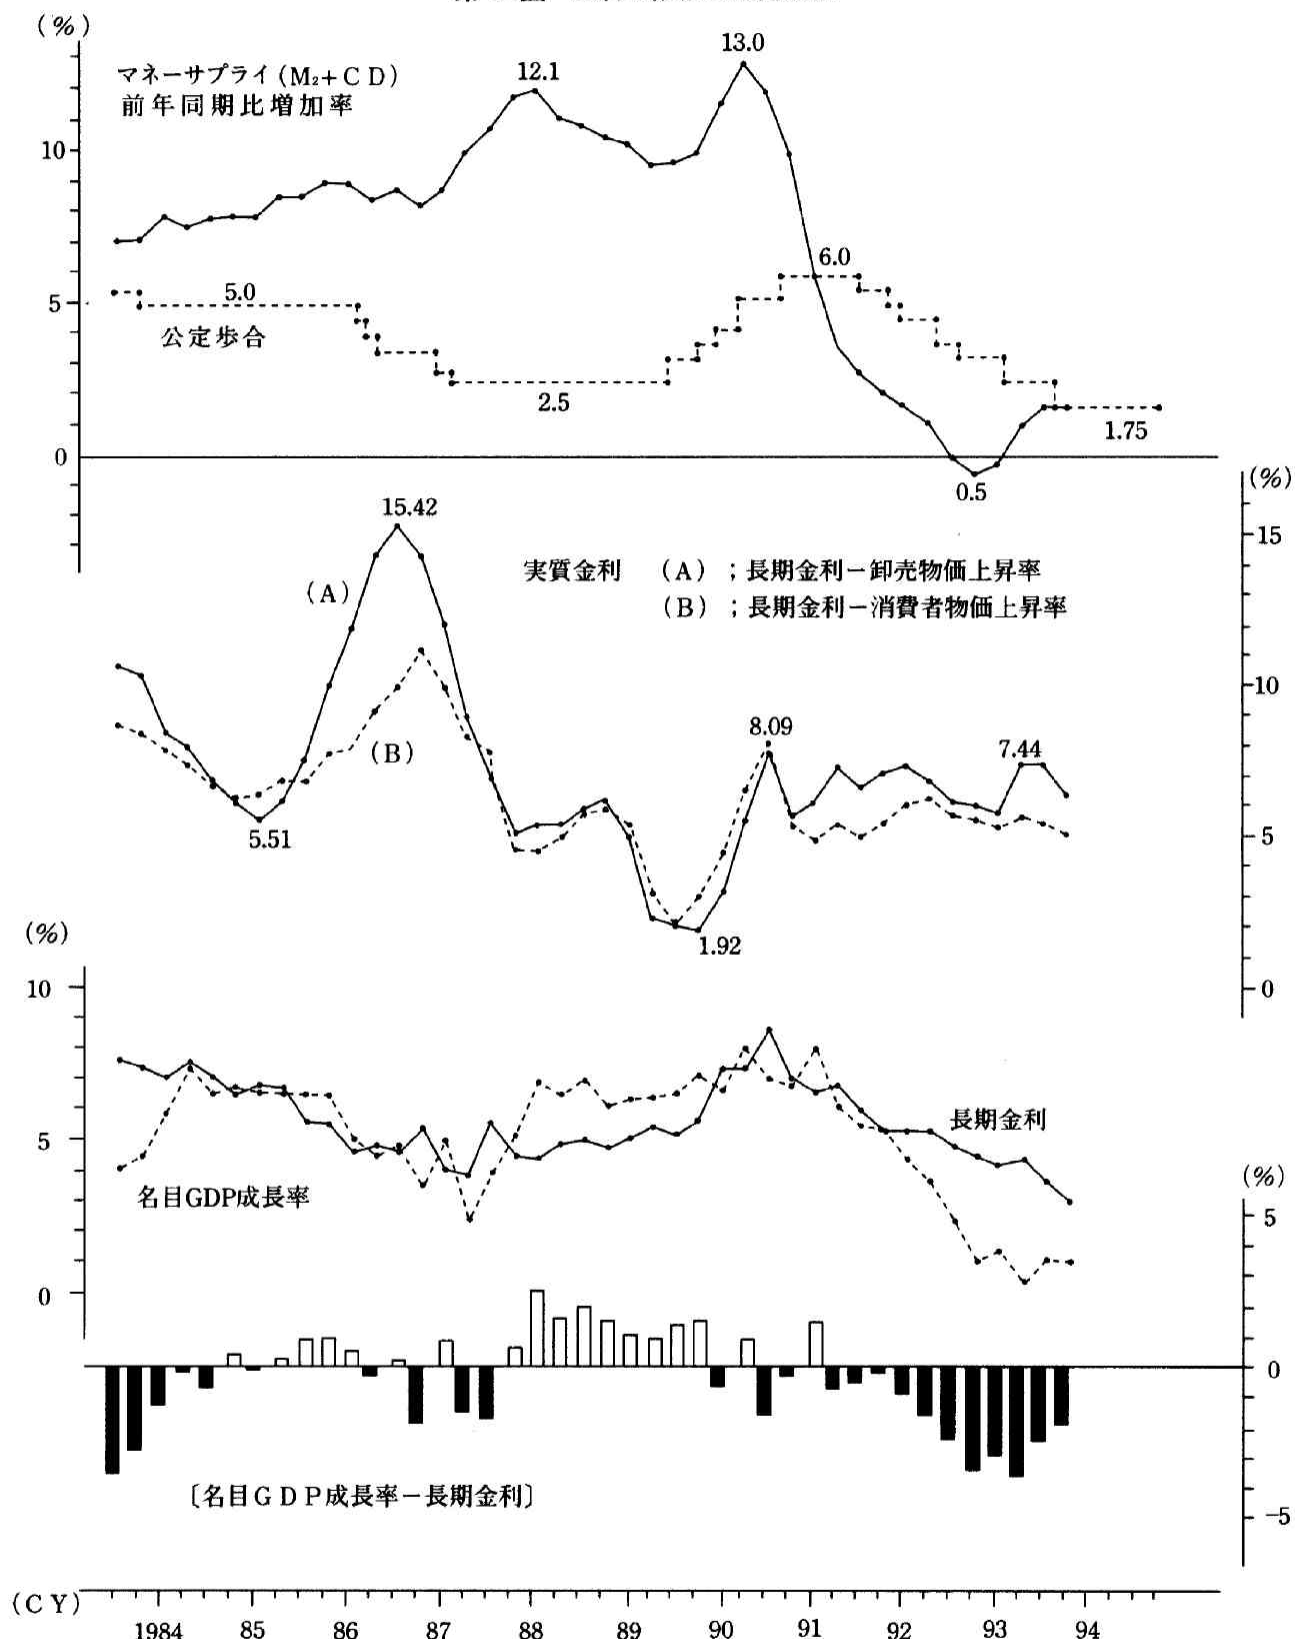 (%)
マネーサプライ(M₂+CD)
前年同期比増加率
12.1
13.0
10
6.0
5
5.0
公定歩合
2.5
1.75
0
0.5
(%)
15.42
15
実質金利 (A);長期金利−卸売物価上昇率
(B);長期金利−消費者物価上昇率
(A)
10
(B)
8.09
7.44
5.51
5
1.92
(%)
10
0
5
長期金利
名目GDP成長率
(%)
5
0
0
〔名目GDP成長率−長期金利〕
−5
(CY)
1984 85 86 87 88 89 90 91 92 93 94